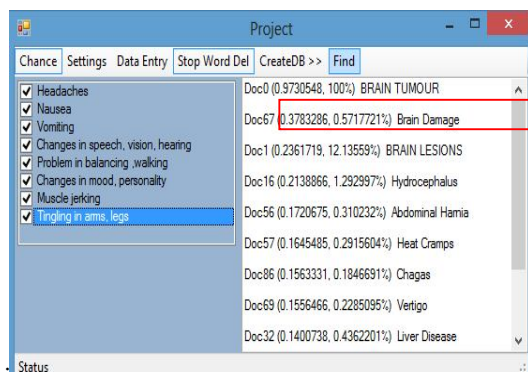 Project
Chance Settings Data Entry Stop Word Del CreateDB >> Find
Headaches
Nausea
Vomiting
Changes in speech, vision, hearing
Problem in balancing ,walking
Changes in mood, personality
Muscle jerking
Tingling in arms, legs
Doc0 (0.9730548, 100%) BRAIN TUMOUR
Doc67 (0.3783286, 0.5717721%) Brain Damage
Doc1 (0.2361719, 12.13559%) BRAIN LESIONS
Doc16 (0.2138866, 1.292997%) Hydrocephalus
Doc56 (0.1720675, 0.310232%) Abdominal Harnia
Doc57 (0.1645485, 0.2915604%) Heat Cramps
Doc86 (0.1563331, 0.1846691%) Chagas
Doc69 (0.1556466, 0.2285095%) Vertigo
Doc32 (0.1400738, 0.4362201%) Liver Disease
Status